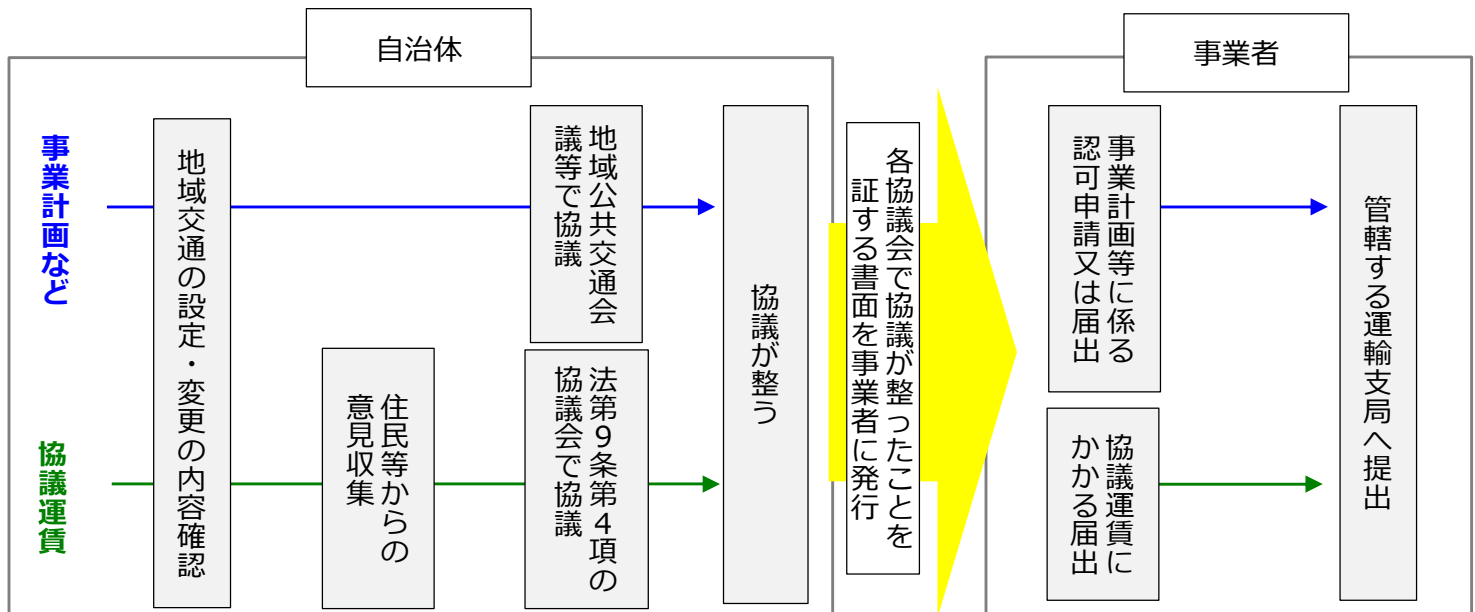 自治体
事業者
事業計画など
協議運賃
地域交通の設定・変更の内容確認
住民等からの
意見収集
地域公共交通会
議等で協議
法第９条第４項の
協議会で協議
協議が整う
各協議会で協議が整ったことを
証する書面を事業者に発行
事業計画等に係る
認可申請又は届出
協議運賃に
かかる届出
管轄する運輸支局へ提出